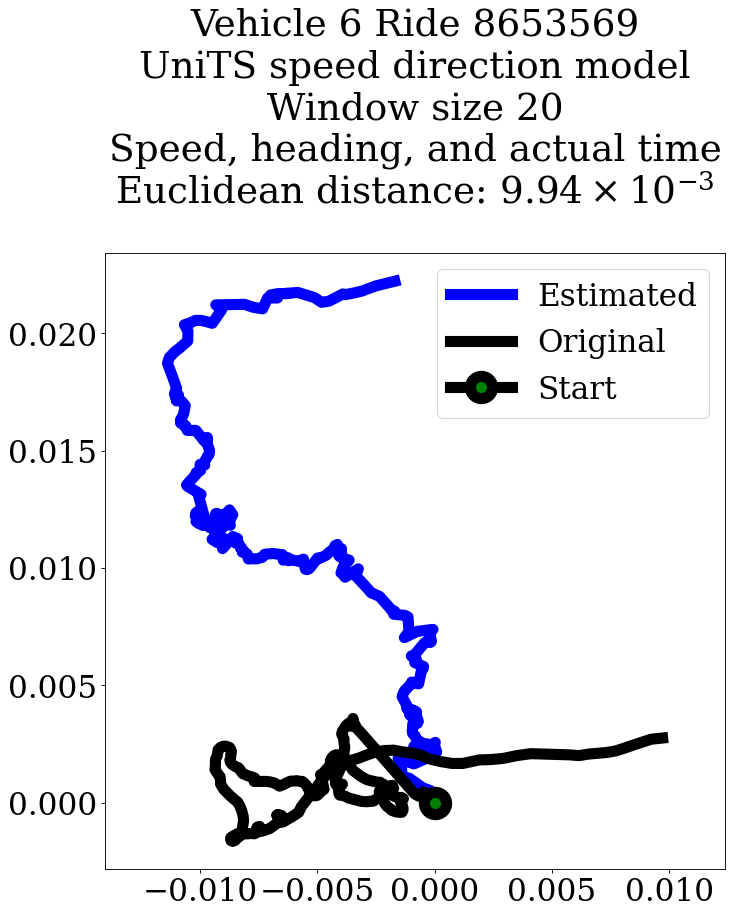 Vehicle 6 Ride 8653569
UniTS speed direction model
Window size 20
Speed, heading, and actual time
Euclidean distance: 9.94 × 10⁻³
Estimated
Original
Start
0.020
0.015
0.010
0.005
0.000
−0.010 −0.005 0.000 0.005 0.010